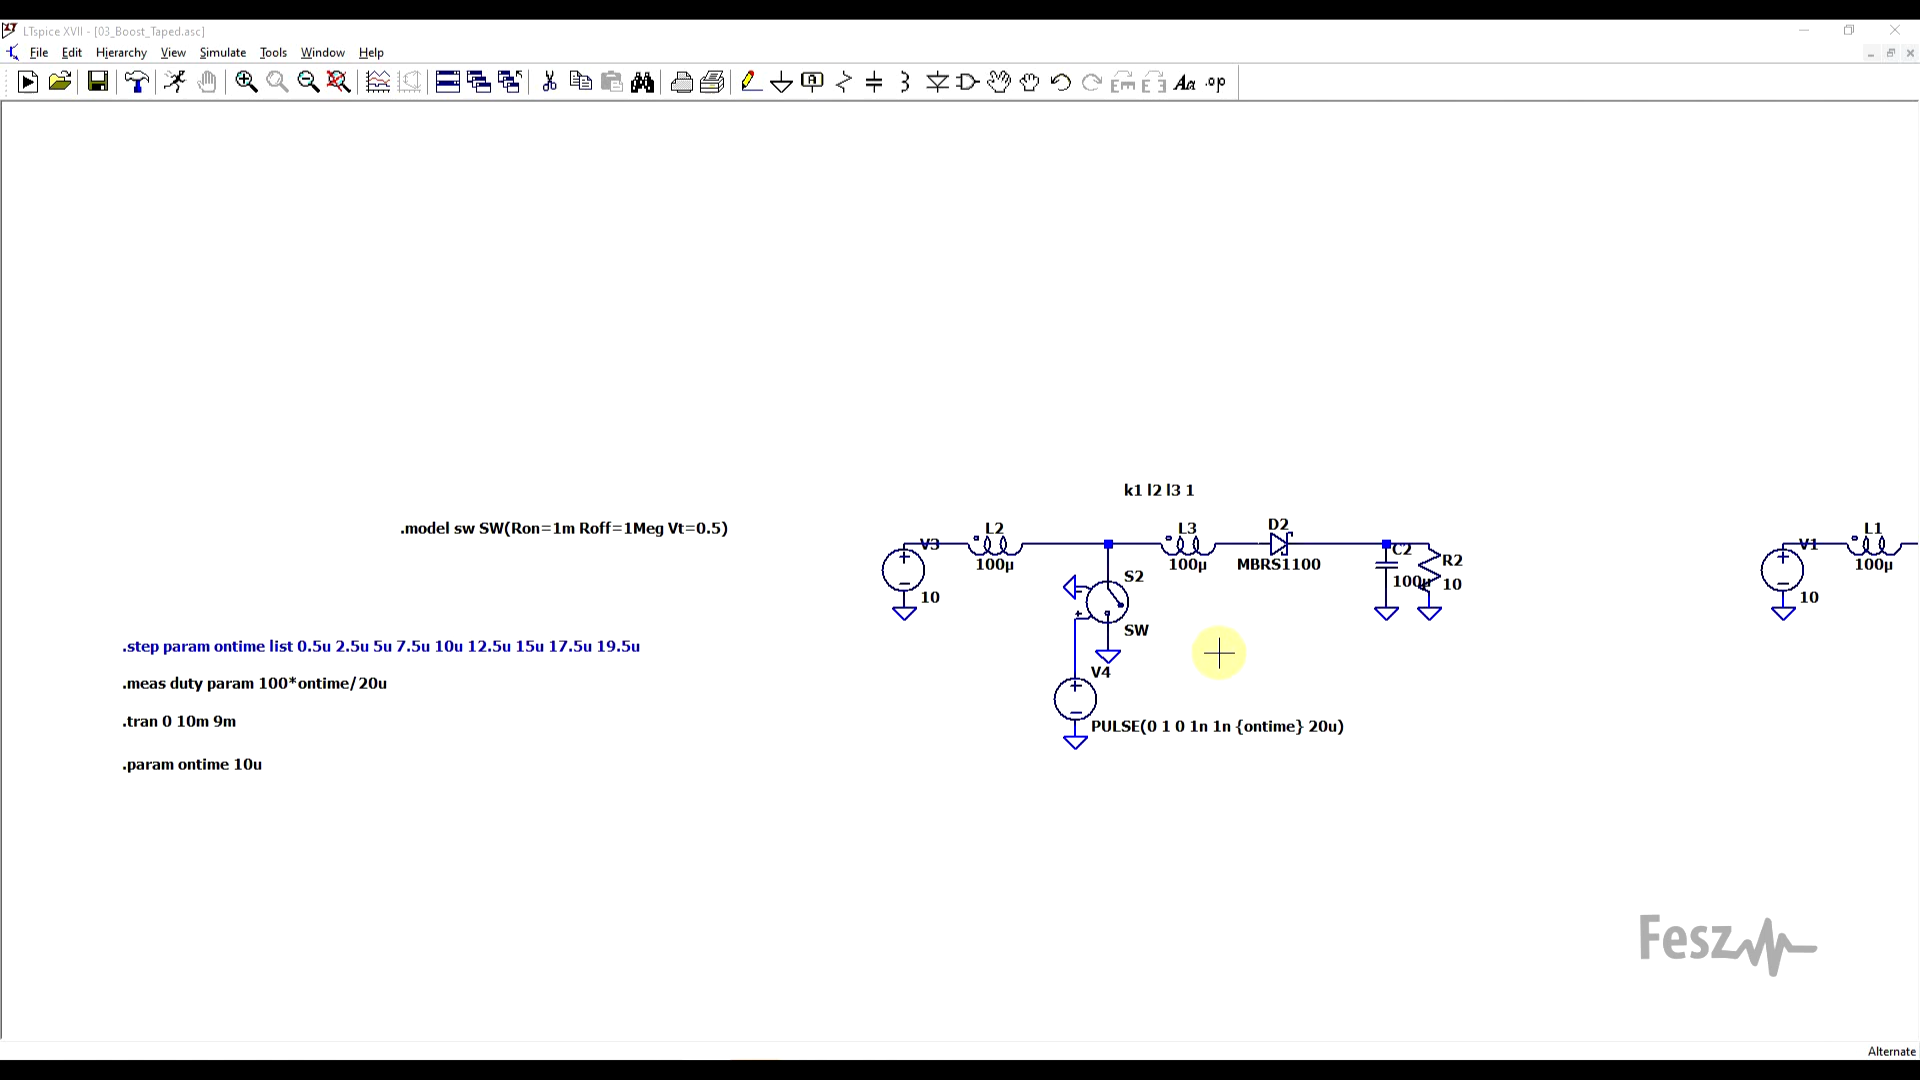 LTspice XVII - [03_Boost_Taped.asc]
File Edit Hierarchy View Simulate Tools Window Help
Aa .op
k1 l2 l3 1
.model sw SW(Ron=1m Roff=1Meg Vt=0.5)
L2
L3
D2
L1
V3
C2
V1
100µ
100µ
MBRS1100
R2
100µ
S2
100µ
10
10
10
SW
.step param ontime list 0.5u 2.5u 5u 7.5u 10u 12.5u 15u 17.5u 19.5u
V4
.meas duty param 100*ontime/20u
.tran 0 10m 9m
PULSE(0 1 0 1n 1n {ontime} 20u)
.param ontime 10u
Fesz
Alternate